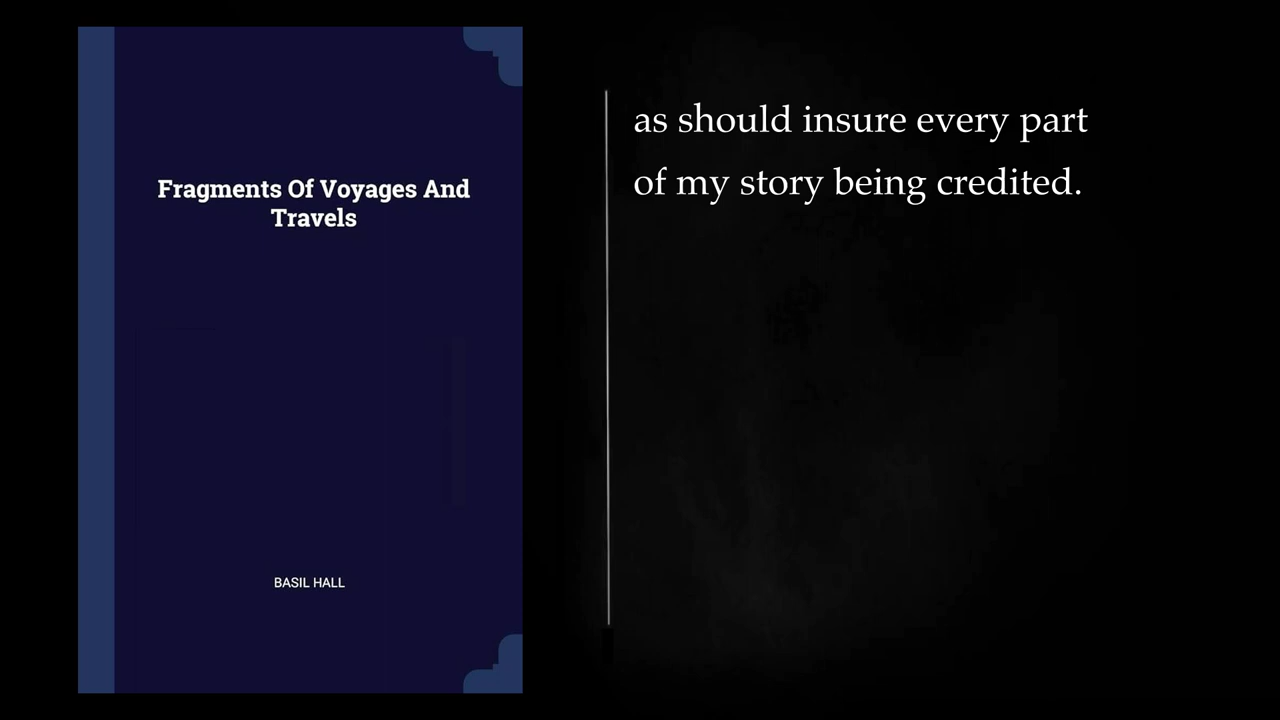 Fragments Of Voyages And
Travels
BASIL HALL
as should insure every part
of my story being credited.